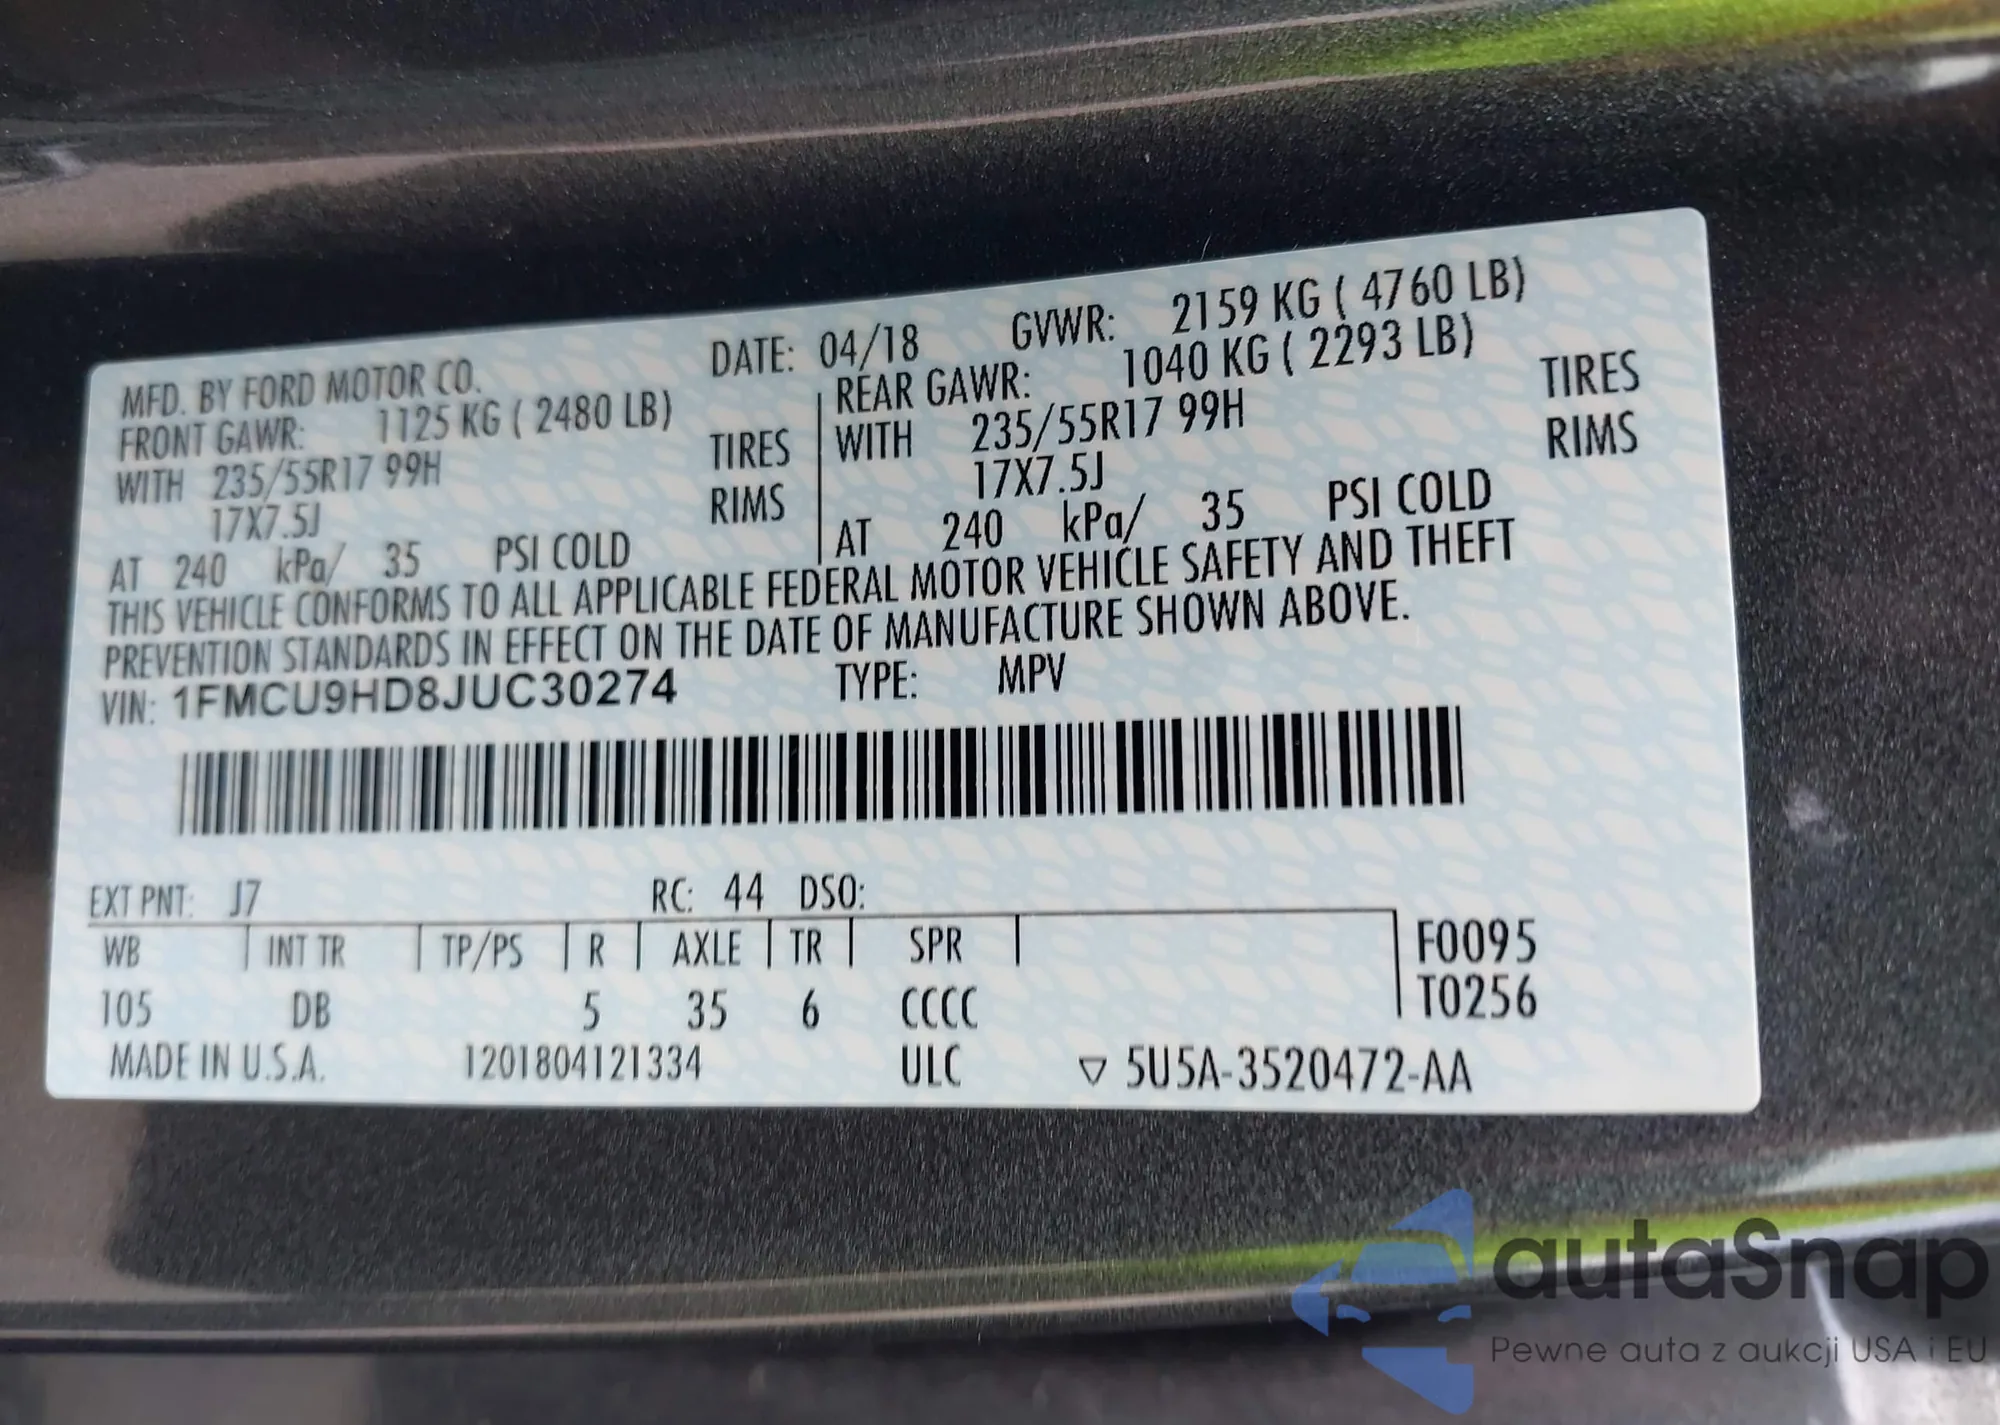 MFD. BY FORD MOTOR CO. DATE: 04/18 GVWR: 2159 KG ( 4760 LB)
FRONT GAWR: 1125 KG ( 2480 LB) REAR GAWR: 1040 KG ( 2293 LB)
WITH 235/55R17 99H TIRES WITH 235/55R17 99H TIRES
17X7.5J RIMS 17X7.5J RIMS
AT 240 kPa/ 35 PSI COLD AT 240 kPa/ 35 PSI COLD
THIS VEHICLE CONFORMS TO ALL APPLICABLE FEDERAL MOTOR VEHICLE SAFETY AND THEFT
PREVENTION STANDARDS IN EFFECT ON THE DATE OF MANUFACTURE SHOWN ABOVE.
VIN: 1FMCU9HD8JUC30274 TYPE: MPV
EXT PNT: J7 RC: 44 DSO:
WB INT TR TP/PS R AXLE TR SPR F0095
105 DB 5 35 6 CCCC T0256
MADE IN U.S.A. 1201804121334 ULC ▽ 5U5A-3520472-AA
autaSnap
Pewne auta z aukcji USA i EU